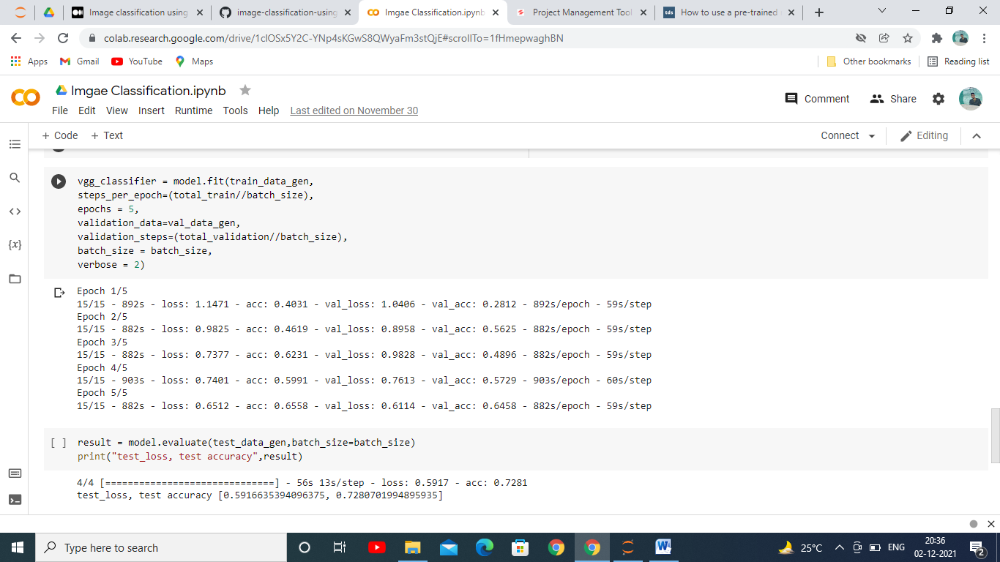 Image classification using
image-classification-using
Imgae Classification.ipynb
Project Management Tool
tds How to use a pre-trained
colab.research.google.com/drive/1clOSx5Y2C-YNp4sKGwS8QWyaFm3stQjE#scrollTo=1fHmepwaghBN
Apps Gmail YouTube Maps Other bookmarks Reading list
Imgae Classification.ipynb
Comment Share
File Edit View Insert Runtime Tools Help Last edited on November 30
+ Code + Text Connect Editing
vgg_classifier = model.fit(train_data_gen,
steps_per_epoch=(total_train//batch_size),
epochs = 5,
validation_data=val_data_gen,
validation_steps=(total_validation//batch_size),
batch_size = batch_size,
verbose = 2)
{x}
Epoch 1/5
15/15 - 892s - loss: 1.1471 - acc: 0.4031 - val_loss: 1.0406 - val_acc: 0.2812 - 892s/epoch - 59s/step
Epoch 2/5
15/15 - 882s - loss: 0.9825 - acc: 0.4619 - val_loss: 0.8958 - val_acc: 0.5625 - 882s/epoch - 59s/step
Epoch 3/5
15/15 - 882s - loss: 0.7377 - acc: 0.6231 - val_loss: 0.9828 - val_acc: 0.4896 - 882s/epoch - 59s/step
Epoch 4/5
15/15 - 903s - loss: 0.7401 - acc: 0.5991 - val_loss: 0.7613 - val_acc: 0.5729 - 903s/epoch - 60s/step
Epoch 5/5
15/15 - 882s - loss: 0.6512 - acc: 0.6558 - val_loss: 0.6114 - val_acc: 0.6458 - 882s/epoch - 59s/step
[ ] result = model.evaluate(test_data_gen,batch_size=batch_size)
print("test_loss, test accuracy",result)
4/4 [==============================] - 56s 13s/step - loss: 0.5917 - acc: 0.7281
test_loss, test accuracy [0.5916635394096375, 0.7280701994895935]
Type here to search
25°C ENG 20:36
02-12-2021 2